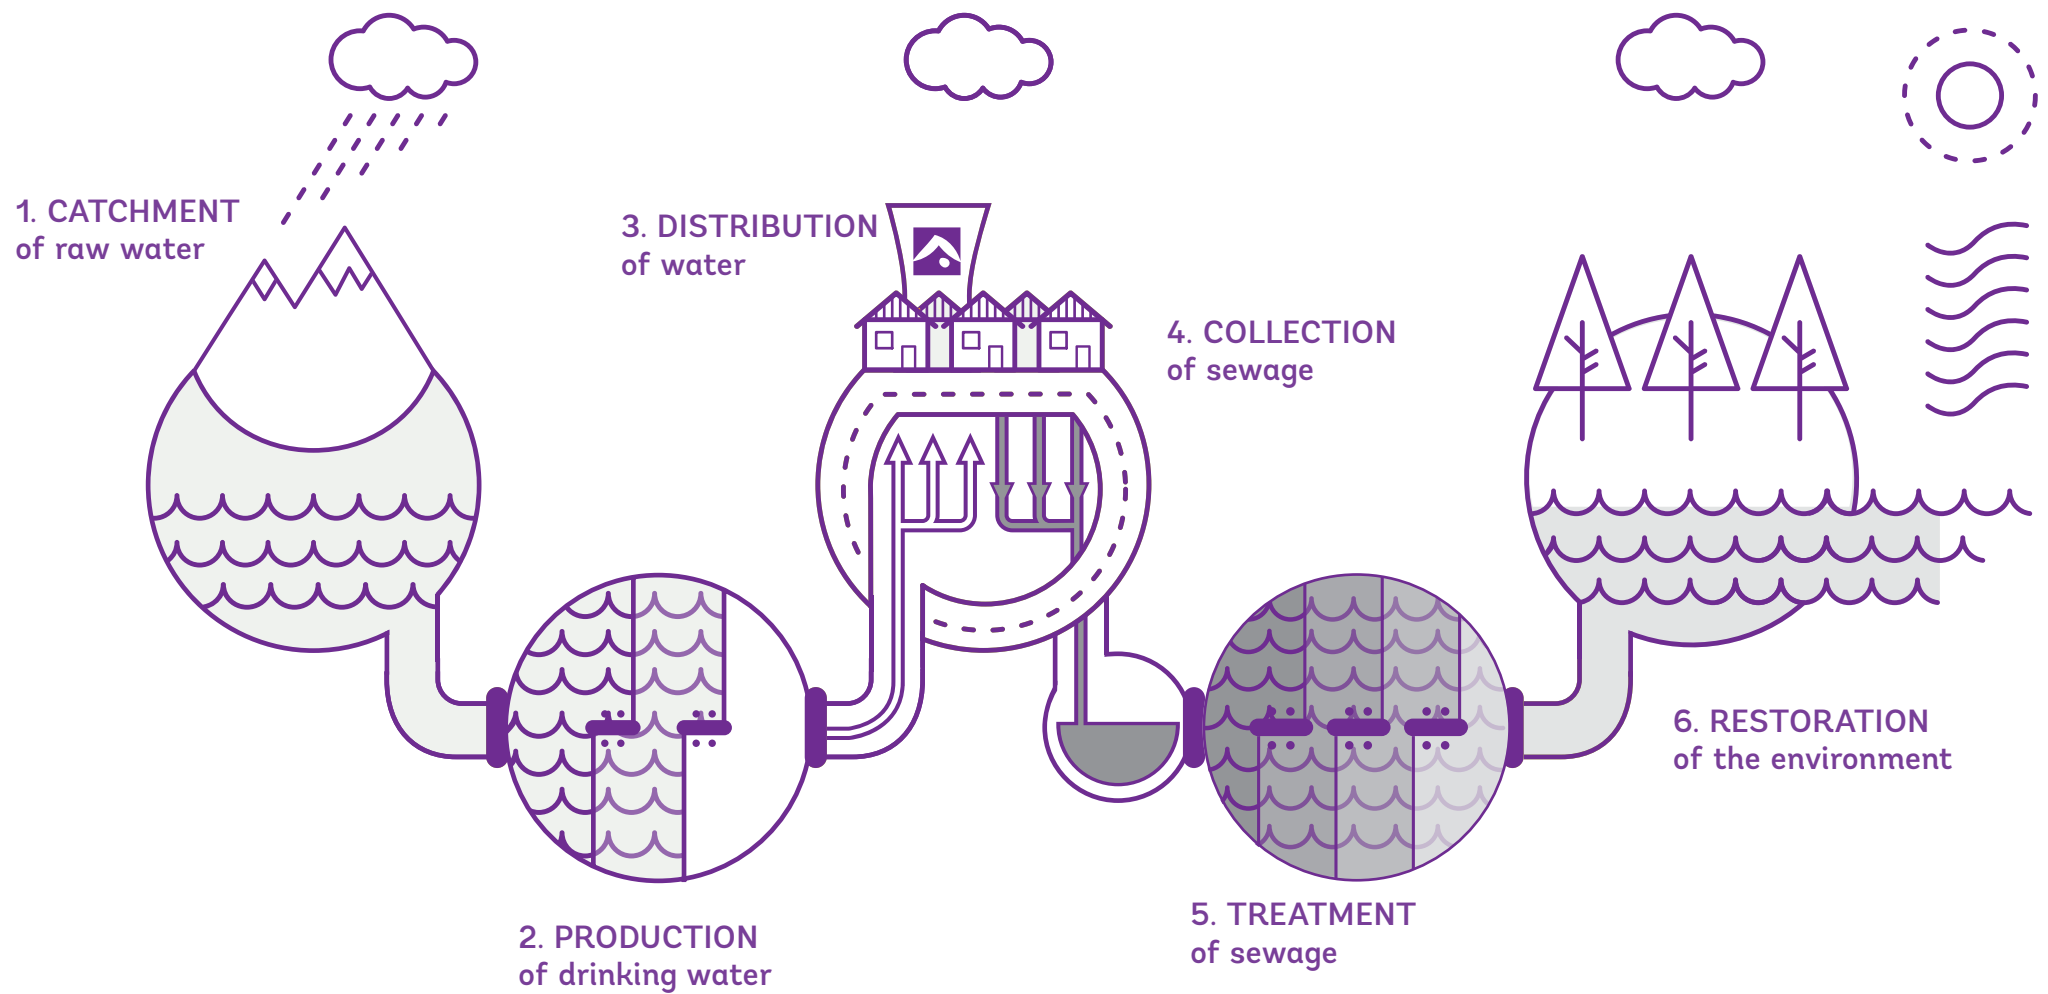 1. CATCHMENT
of raw water
2. PRODUCTION
of drinking water
3. DISTRIBUTION
of water
4. COLLECTION
of sewage
5. TREATMENT
of sewage
6. RESTORATION
of the environment